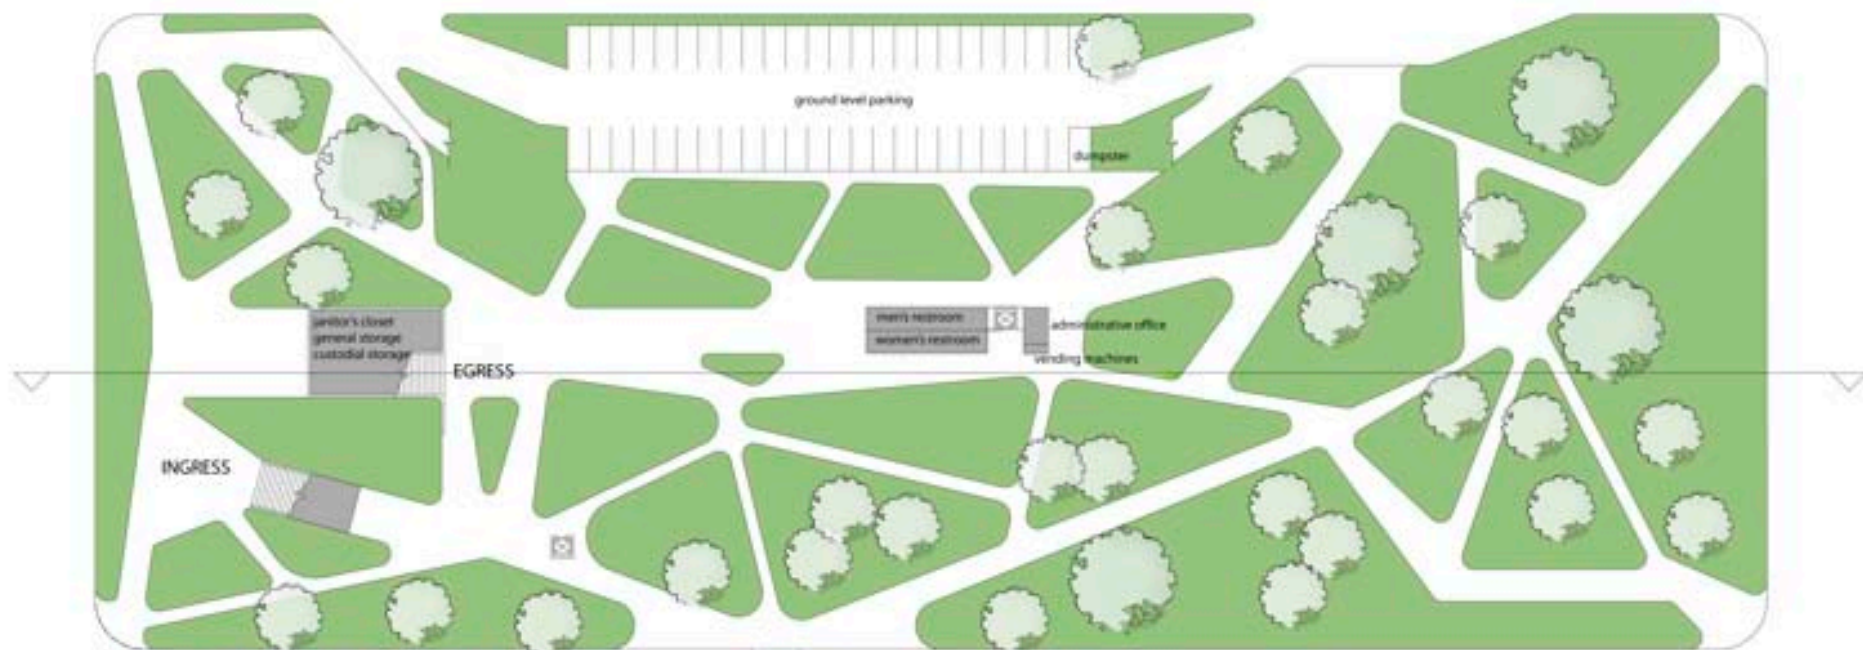 ground level parking
dumpster
janitor's closet
general storage
custodial storage
men's restroom
women's restroom
administrative office
vending machines
EGRESS
INGRESS